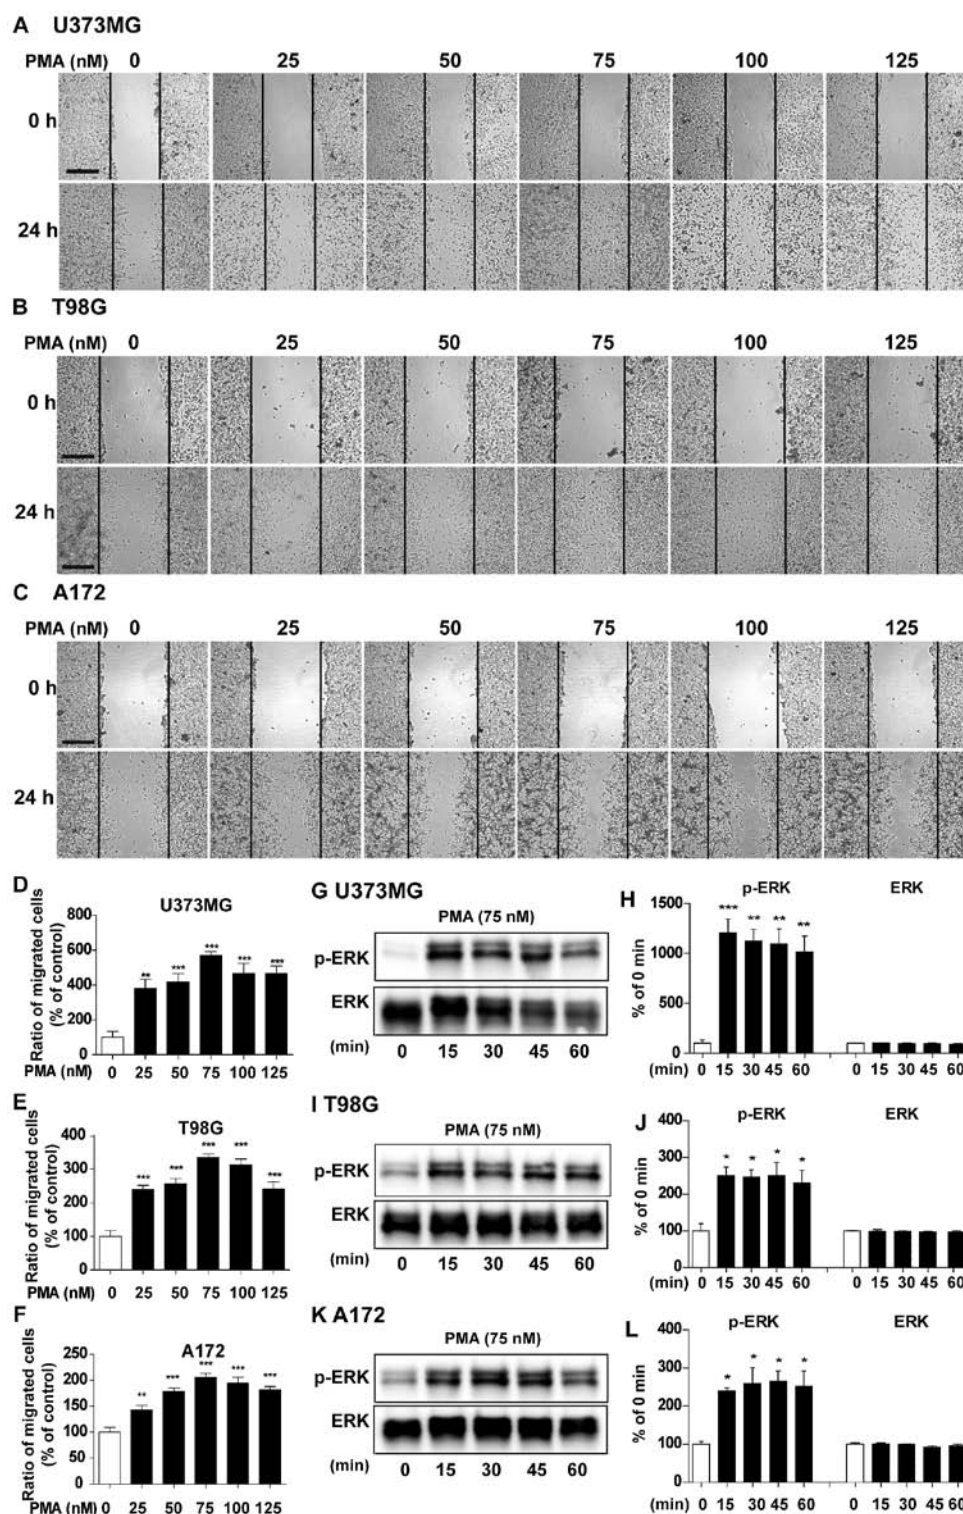 A U373MG
PMA (nM) 0 25 50 75 100 125
0 h
24 h
B T98G
PMA (nM) 0 25 50 75 100 125
0 h
24 h
C A172
PMA (nM) 0 25 50 75 100 125
0 h
24 h
D
U373MG
Ratio of migrated cells
(% of control)
800
600
400
200
0
** *** *** *** ***
PMA (nM) 0 25 50 75 100 125
E
T98G
Ratio of migrated cells
(% of control)
400
300
200
100
0
*** *** *** *** ***
PMA (nM) 0 25 50 75 100 125
F
A172
Ratio of migrated cells
(% of control)
250
200
150
100
50
0
** *** *** *** ***
PMA (nM) 0 25 50 75 100 125
G U373MG
PMA (75 nM)
p-ERK
ERK
(min) 0 15 30 45 60
H
p-ERK ERK
% of 0 min
1500
1000
500
0
*** ** ** **
(min) 0 15 30 45 60 0 15 30 45 60
I T98G
PMA (75 nM)
p-ERK
ERK
(min) 0 15 30 45 60
J
p-ERK ERK
% of 0 min
400
300
200
100
0
* * * *
(min) 0 15 30 45 60 0 15 30 45 60
K A172
PMA (75 nM)
p-ERK
ERK
(min) 0 15 30 45 60
L
p-ERK ERK
% of 0 min
400
200
100
0
* * * *
(min) 0 15 30 45 60 0 15 30 45 60